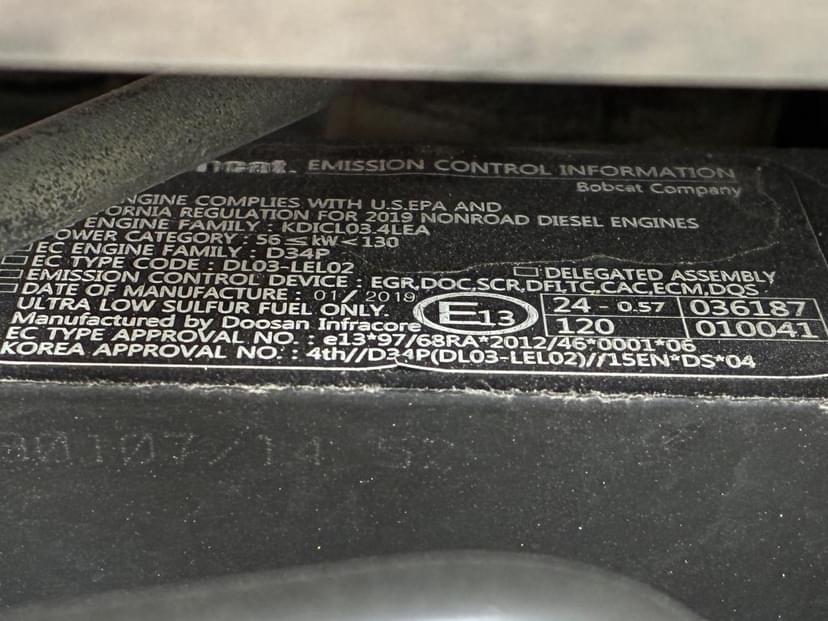 EMISSION CONTROL INFORMATION
Bobcat Company
ENGINE COMPLIES WITH U.S.EPA AND
REGULATION FOR 2019 NONROAD DIESEL ENGINES
ENGINE FAMILY : KDICL03.4LEA
POWER CATEGORY : 56 ≤ kW < 130
EC ENGINE FAMILY : D34P
EC TYPE CODE : DL03-LEL02
DELEGATED ASSEMBLY
EMISSION CONTROL DEVICE : EGR,DOC,SCR,DFI,TC,CAC,ECM,DQS
DATE OF MANUFACTURE : 01/2019
ULTRA LOW SULFUR FUEL ONLY.
Manufactured by Doosan Infracore
E13
24 0.57 036187
120 010041
EC TYPE APPROVAL NO. : e13*97/68RA*2012/46*0001*06
KOREA APPROVAL NO. : 4th//D34P(DL03-LEL02)//15EN*DS*04